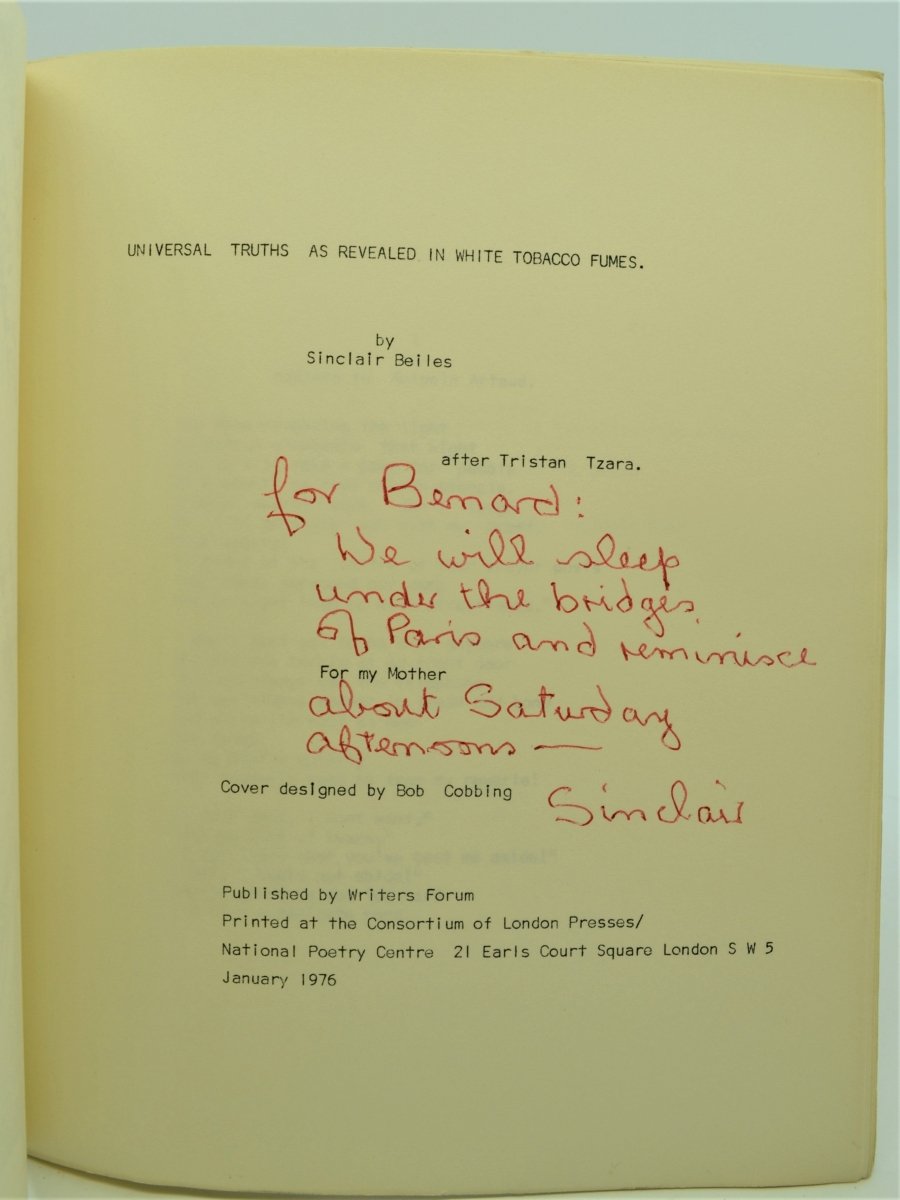 UNIVERSAL TRUTHS AS REVEALED IN WHITE TOBACCO FUMES.
by
Sinclair Beiles
after Tristan Tzara.
for Bernard:
We will sleep
under the bridges
of Paris and reminisce
For my Mother
about Saturday
afternoons —
Cover designed by Bob Cobbing
Sinclair
Published by Writers Forum
Printed at the Consortium of London Presses/
National Poetry Centre 21 Earls Court Square London S W 5
January 1976